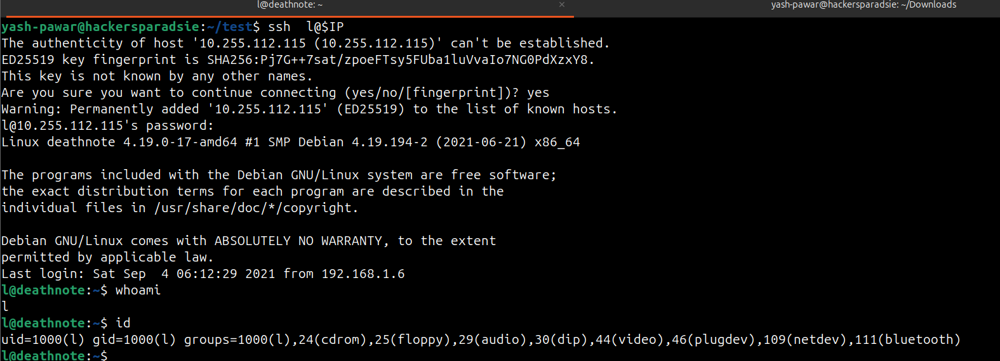 l@deathnote: ~ × yash-pawar@hackersparadsie: ~/Downloads
yash-pawar@hackersparadsie:~/test$ ssh  l@$IP
The authenticity of host '10.255.112.115 (10.255.112.115)' can't be established.
ED25519 key fingerprint is SHA256:Pj7G++7sat/zpoeFTsy5FUba1luVvaIo7NG0PdXzxY8.
This key is not known by any other names.
Are you sure you want to continue connecting (yes/no/[fingerprint])? yes
Warning: Permanently added '10.255.112.115' (ED25519) to the list of known hosts.
l@10.255.112.115's password:
Linux deathnote 4.19.0-17-amd64 #1 SMP Debian 4.19.194-2 (2021-06-21) x86_64
The programs included with the Debian GNU/Linux system are free software;
the exact distribution terms for each program are described in the
individual files in /usr/share/doc/*/copyright.
Debian GNU/Linux comes with ABSOLUTELY NO WARRANTY, to the extent
permitted by applicable law.
Last login: Sat Sep  4 06:12:29 2021 from 192.168.1.6
l@deathnote:~$ whoami
l
l@deathnote:~$ id
uid=1000(l) gid=1000(l) groups=1000(l),24(cdrom),25(floppy),29(audio),30(dip),44(video),46(plugdev),109(netdev),111(bluetooth)
l@deathnote:~$